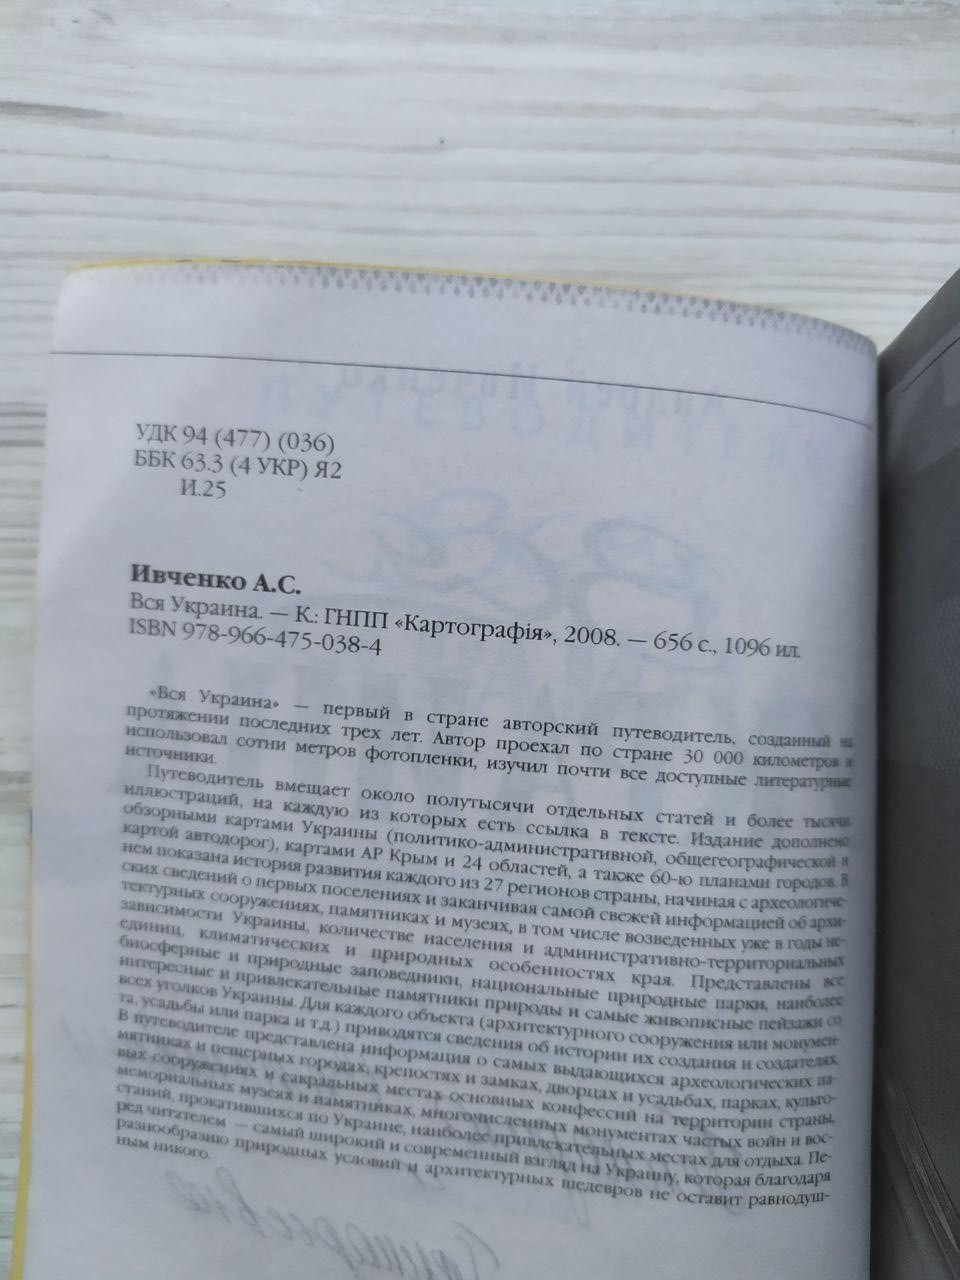 УДК 94 (477) (036)
ББК 63.3 (4 УКР) Я2
И.25
Ивченко А.С.
Вся Украина. — К.: ГНПП «Картографія», 2008. — 656 с., 1096 ил.
ISBN 978-966-475-038-4
«Вся Украина» — первый в стране авторский путеводитель, созданный на
протяжении последних трех лет. Автор проехал по стране 30 000 километров и
использовал сотни метров фотопленки, изучил почти все доступные литературные
источники.
Путеводитель вмещает около полутысячи отдельных статей и более тысячи
иллюстраций, на каждую из которых есть ссылка в тексте. Издание дополнено
обзорными картами Украины (политико-административной, общегеографической и
картой автодорог), картами АР Крым и 24 областей, а также 60-ю планами городов. В
нем показана история развития каждого из 27 регионов страны, начиная с археологиче-
ских сведений о первых поселениях и заканчивая самой свежей информацией об архи-
тектурных сооружениях, памятниках и музеях, в том числе возведенных уже в годы не-
зависимости Украины, количестве населения и административно-территориальных
единиц, климатических и природных особенностях края. Представлены все
биосферные и природные заповедники, национальные природные парки, наиболее
интересные и привлекательные памятники природы и самые живописные пейзажи со
всех уголков Украины. Для каждого объекта (архитектурного сооружения или монумен-
та, усадьбы или парка и т.д.) приводятся сведения об истории их создания и создателях.
В путеводителе представлена информация о самых выдающихся археологических па-
мятниках и пещерных городах, крепостях и замках, дворцах и усадьбах, парках, культо-
вых сооружениях и сакральных местах основных конфессий на территории страны,
мемориальных музеях и памятниках, многочисленных монументах частых войн и вос-
станий, прокатившихся по Украине, наиболее привлекательных местах для отдыха. Пе-
ред читателем — самый широкий и современный взгляд на Украину, которая благодаря
разнообразию природных условий и архитектурных шедевров не оставит равнодуш-
ным никого.